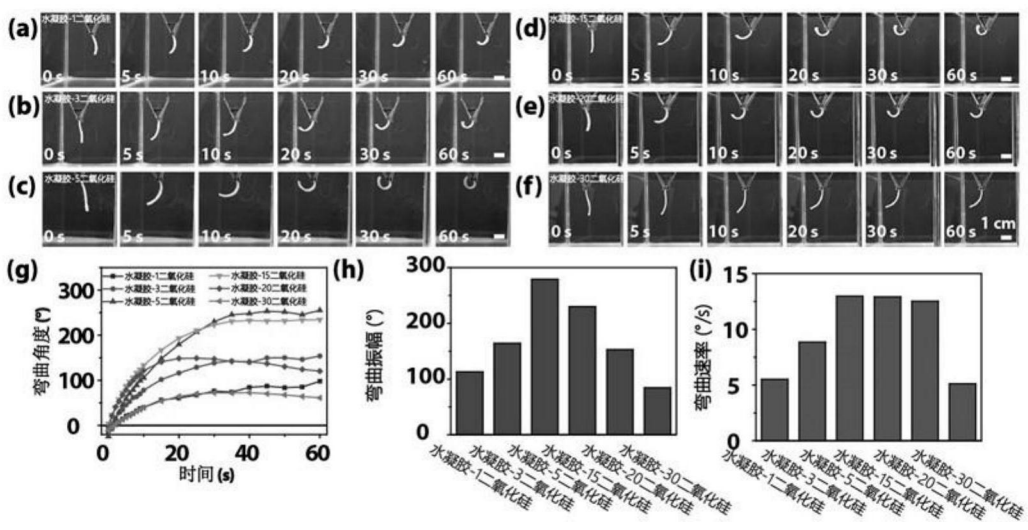 (a) 水凝胶-1二氧化硅
0 s 5 s 10 s 20 s 30 s 60 s
(b) 水凝胶-3二氧化硅
0 s 5 s 10 s 20 s 30 s 60 s
(c) 水凝胶-5二氧化硅
0 s 5 s 10 s 20 s 30 s 60 s
(d) 水凝胶-15二氧化硅
0 s 5 s 10 s 20 s 30 s 60 s
(e) 水凝胶-20二氧化硅
0 s 5 s 10 s 20 s 30 s 60 s
(f) 水凝胶-30二氧化硅
1 cm
0 s 5 s 10 s 20 s 30 s 60 s
(g)
水凝胶-1二氧化硅 水凝胶-15二氧化硅
水凝胶-3二氧化硅 水凝胶-20二氧化硅
水凝胶-5二氧化硅 水凝胶-30二氧化硅
弯曲角度 (°)
300
200
100
0
0 20 40 60
时间 (s)
(h)
弯曲振幅 (°)
300
200
100
0
水凝胶-1二氧化硅
水凝胶-3二氧化硅
水凝胶-5二氧化硅
水凝胶-15二氧化硅
水凝胶-20二氧化硅
水凝胶-30二氧化硅
(i)
弯曲速率 (°/s)
15
10
5
0
水凝胶-1二氧化硅
水凝胶-3二氧化硅
水凝胶-5二氧化硅
水凝胶-15二氧化硅
水凝胶-20二氧化硅
水凝胶-30二氧化硅